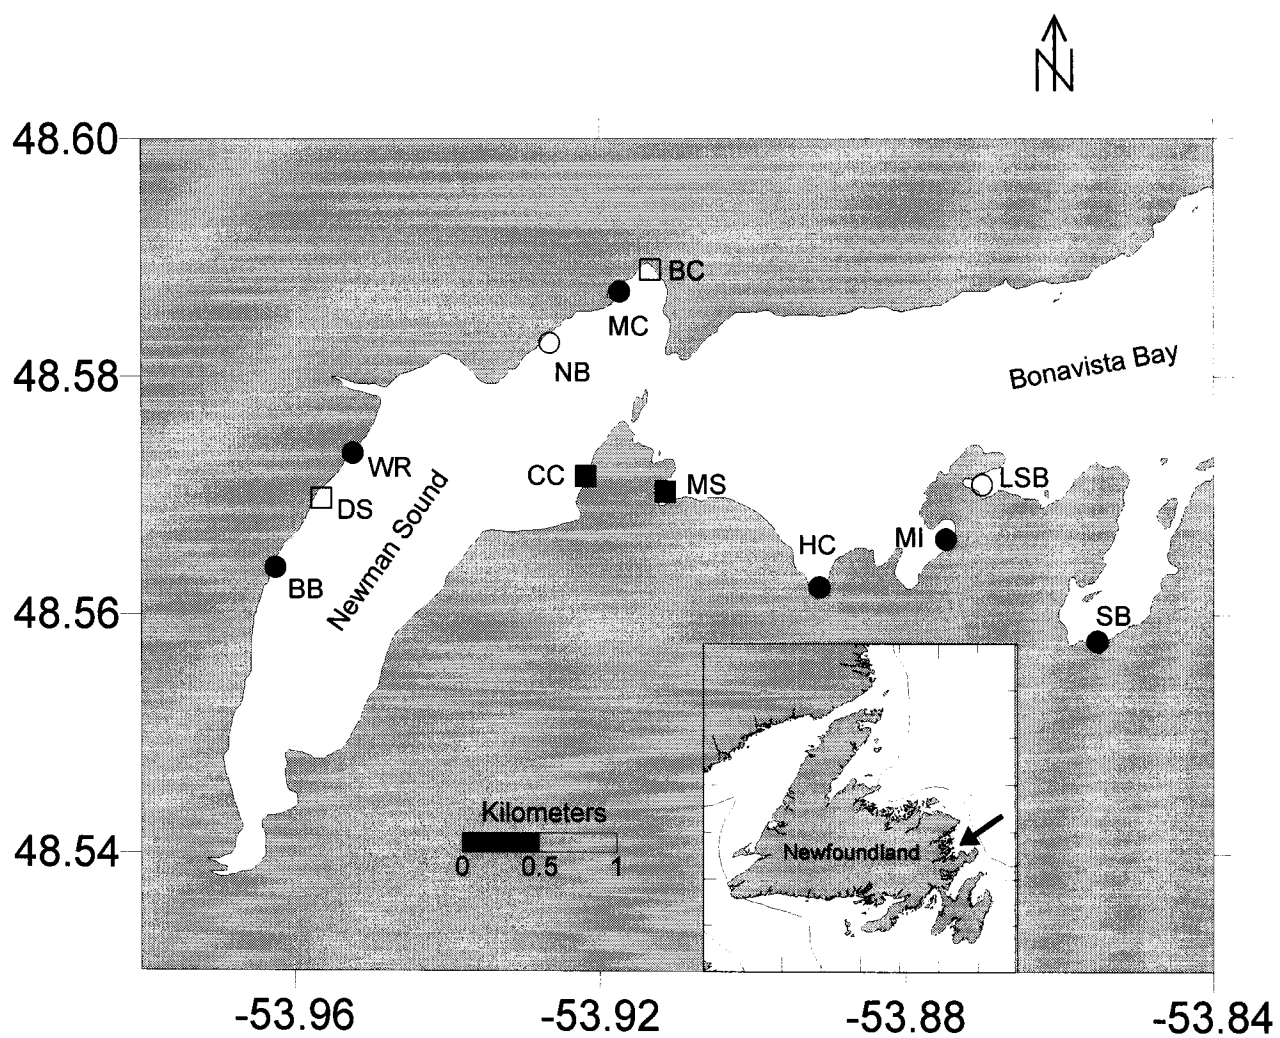 N
48.60
BC
MC
NB
48.58
Bonavista Bay
WR
CC
MS
LSB
DS
Newman Sound
HC
MI
BB
48.56
SB
Kilometers
0 0.5 1
Newfoundland
48.54
-53.96 -53.92 -53.88 -53.84